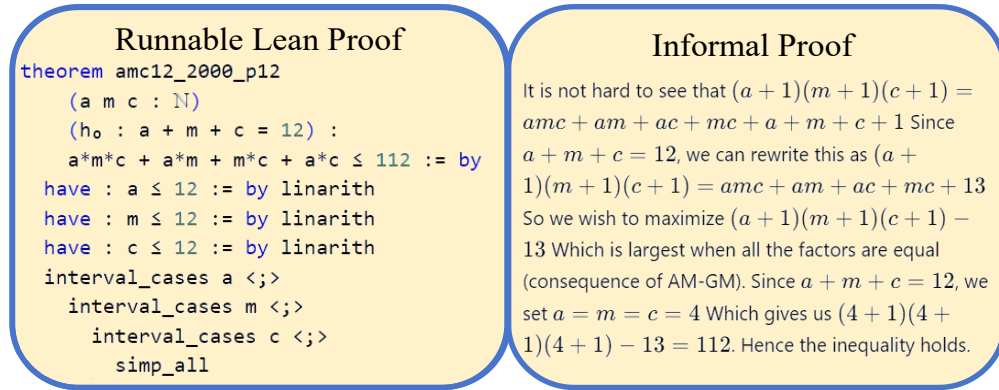 Runnable Lean Proof
theorem amc12_2000_p12
(a m c : ℕ)
(h₀ : a + m + c = 12) :
a*m*c + a*m + m*c + a*c ≤ 112 := by
have : a ≤ 12 := by linarith
have : m ≤ 12 := by linarith
have : c ≤ 12 := by linarith
interval_cases a <;>
interval_cases m <;>
interval_cases c <;>
simp_all
Informal Proof
It is not hard to see that (a + 1)(m + 1)(c + 1) =
amc + am + ac + mc + a + m + c + 1 Since
a + m + c = 12, we can rewrite this as (a +
1)(m + 1)(c + 1) = amc + am + ac + mc + 13
So we wish to maximize (a + 1)(m + 1)(c + 1) −
13 Which is largest when all the factors are equal
(consequence of AM-GM). Since a + m + c = 12, we
set a = m = c = 4 Which gives us (4 + 1)(4 +
1)(4 + 1) − 13 = 112. Hence the inequality holds.